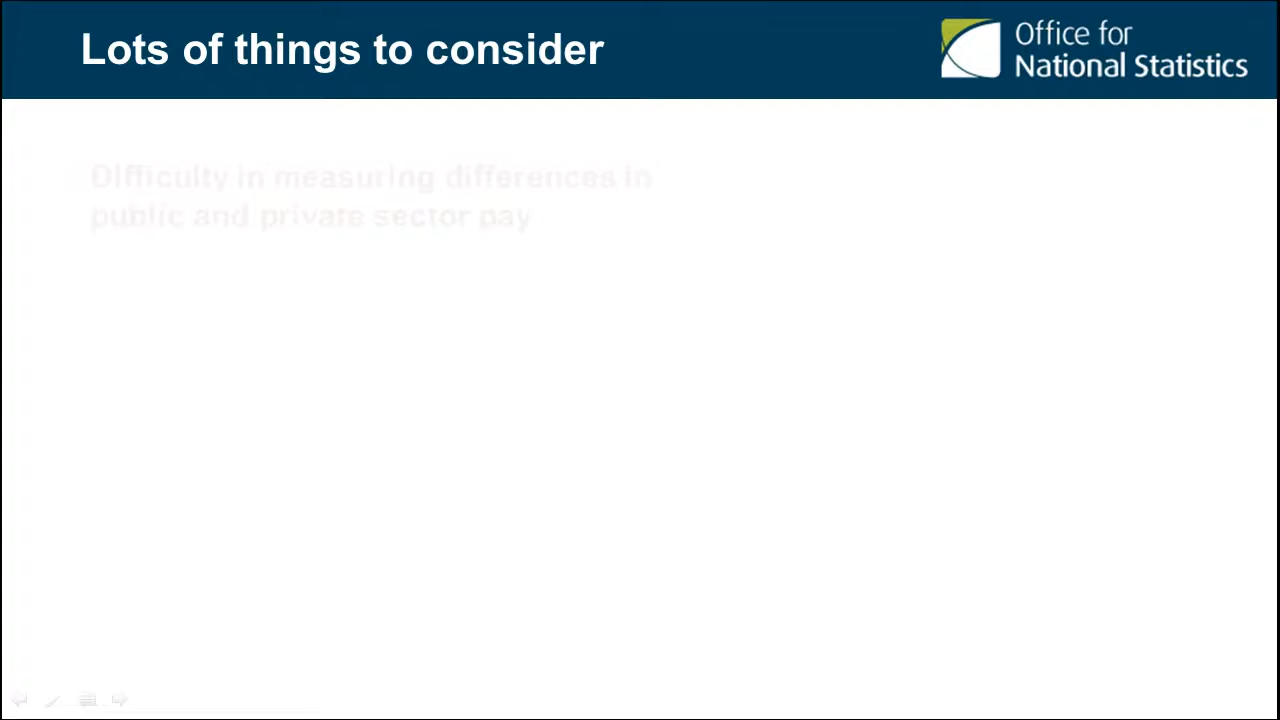 Lots of things to consider
Office for
National Statistics
Difficulty in measuring differences in
public and private sector pay